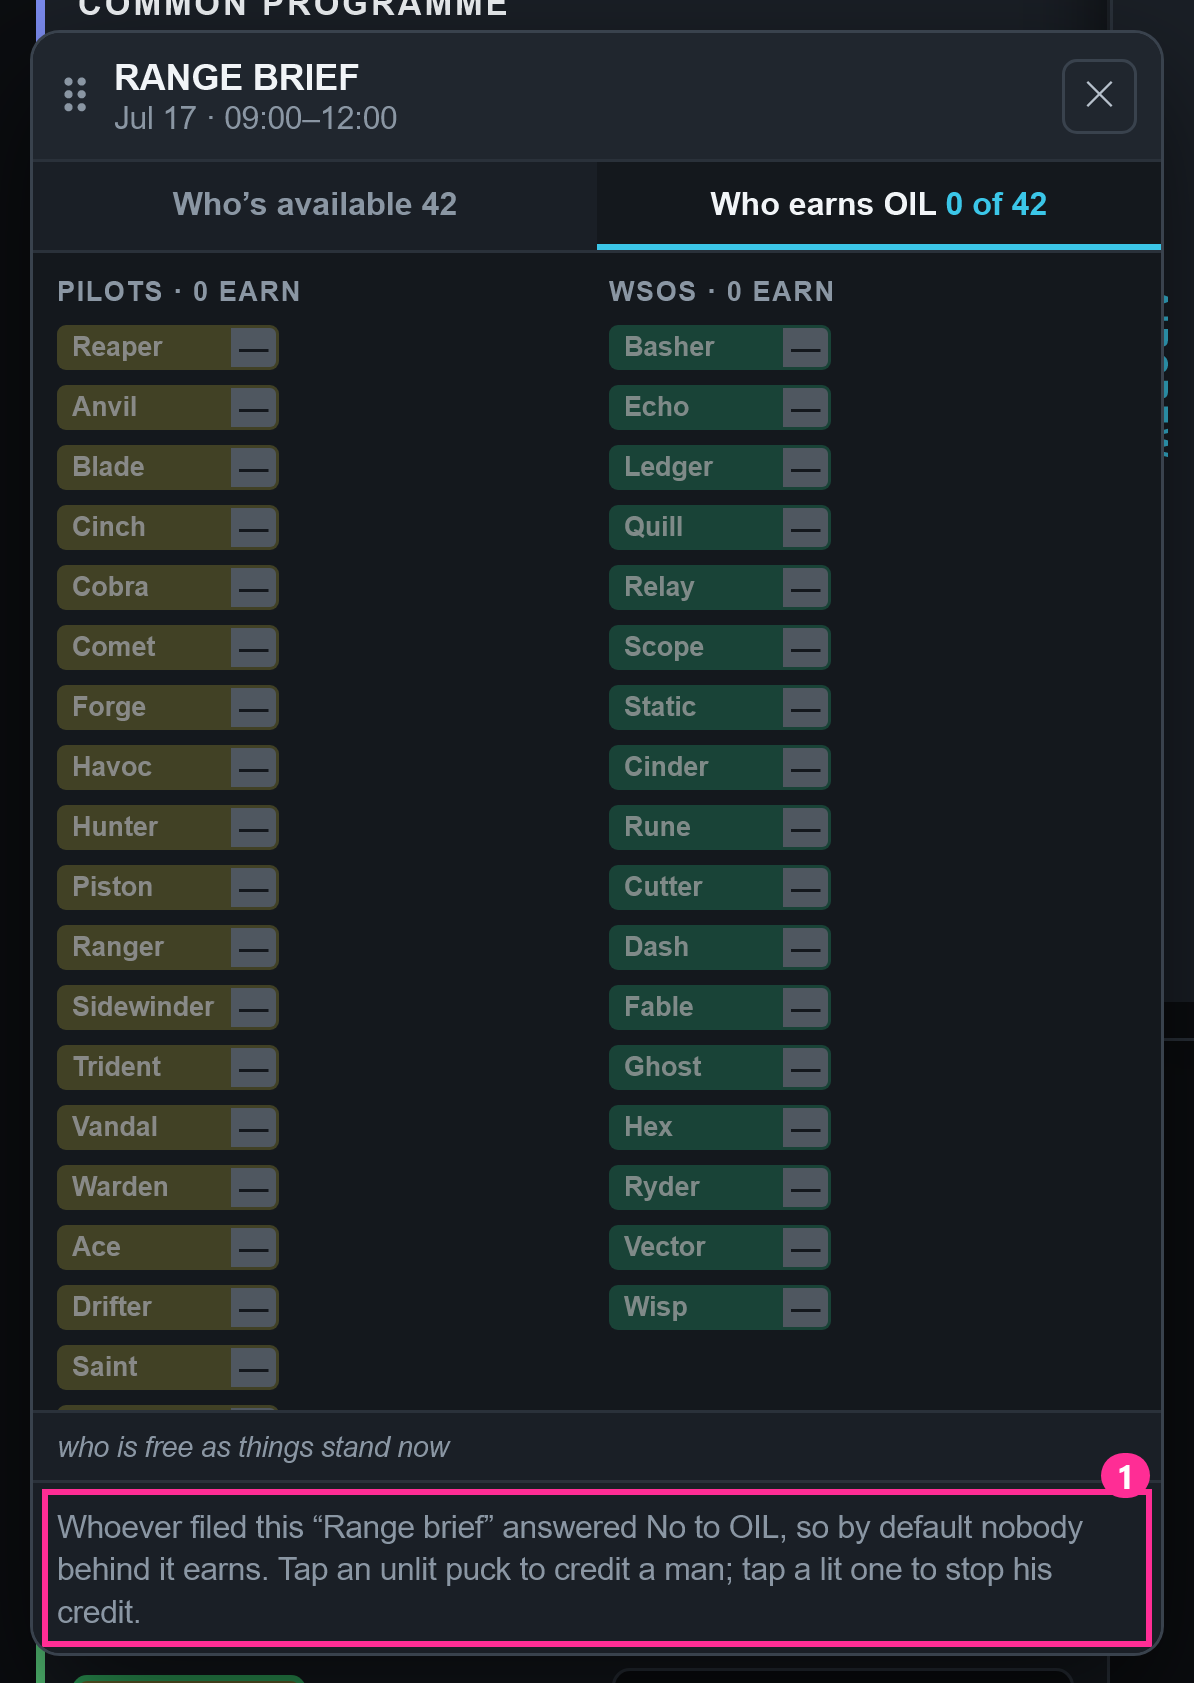 COMMON PROGRAMME
RANGE BRIEF
Jul 17 · 09:00–12:00
Who’s available 42
Who earns OIL 0 of 42
PILOTS · 0 EARN
WSOS · 0 EARN
Reaper —
Basher —
Anvil —
Echo —
Blade —
Ledger —
Cinch —
Quill —
Cobra —
Relay —
Comet —
Scope —
Forge —
Static —
Havoc —
Cinder —
Hunter —
Rune —
Piston —
Cutter —
Ranger —
Dash —
Sidewinder —
Fable —
Trident —
Ghost —
Vandal —
Hex —
Warden —
Ryder —
Ace —
Vector —
Drifter —
Wisp —
Saint —
who is free as things stand now
1
Whoever filed this “Range brief” answered No to OIL, so by default nobody
behind it earns. Tap an unlit puck to credit a man; tap a lit one to stop his
credit.